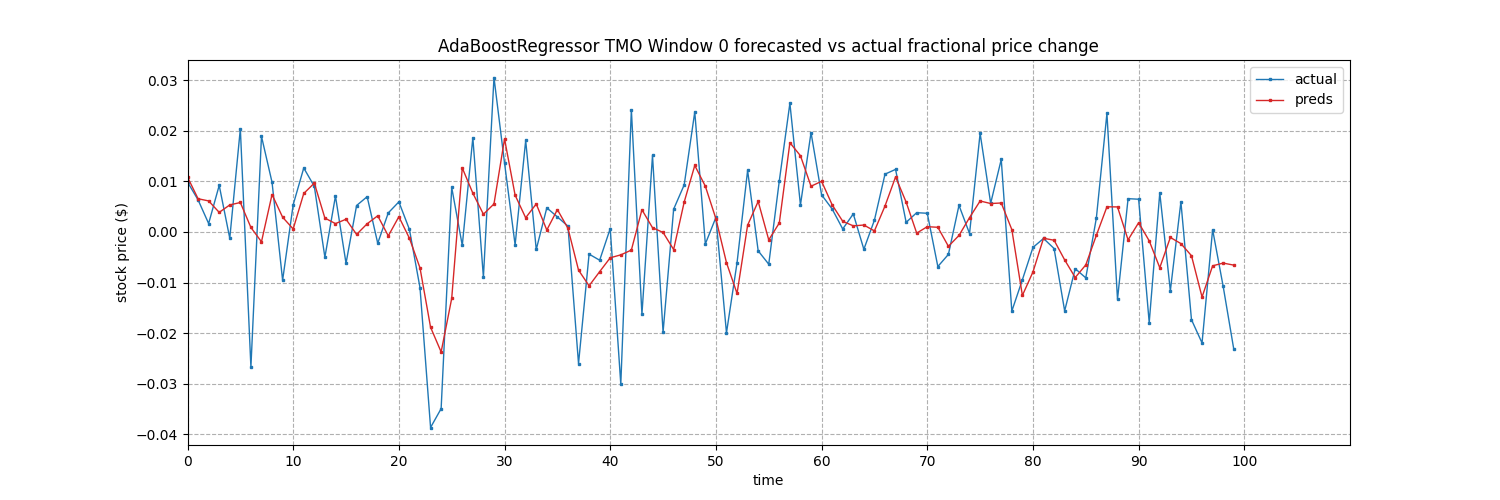 AdaBoostRegressor TMO Window 0 forecasted vs actual fractional price change
actual
preds
stock price ($)
0.03
0.02
0.01
0.00
−0.01
−0.02
−0.03
−0.04
0 10 20 30 40 50 60 70 80 90 100
time